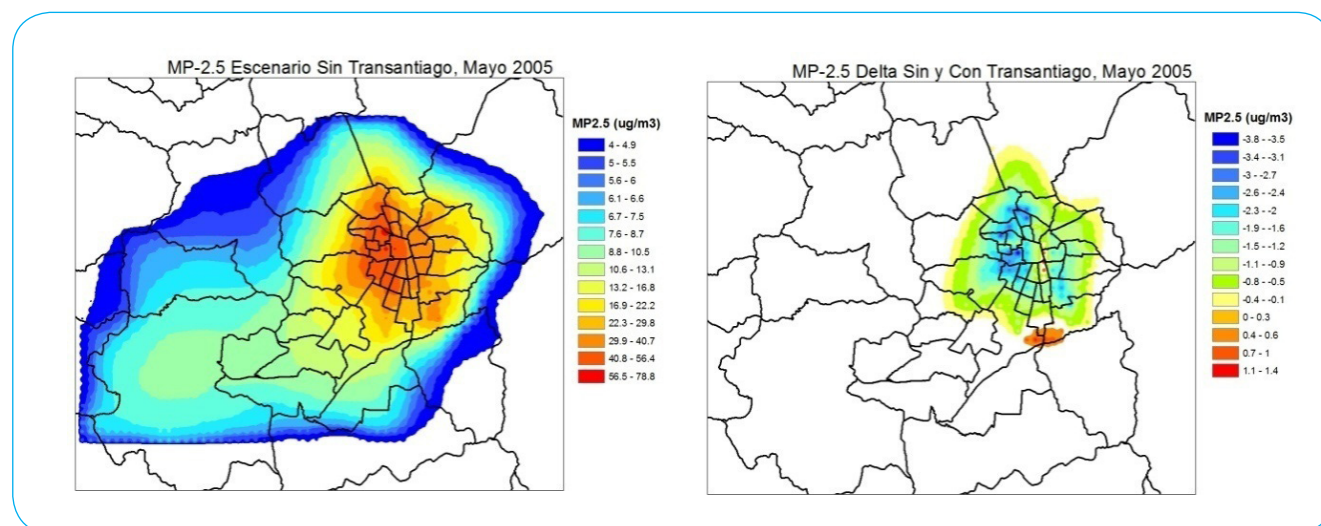 MP-2.5 Escenario Sin Transantiago, Mayo 2005
MP2.5 (ug/m3)
4 - 4.9
5 - 5.5
5.6 - 6
6.1 - 6.6
6.7 - 7.5
7.6 - 8.7
8.8 - 10.5
10.6 - 13.1
13.2 - 16.8
16.9 - 22.2
22.3 - 29.8
29.9 - 40.7
40.8 - 56.4
56.5 - 78.8
MP-2.5 Delta Sin y Con Transantiago, Mayo 2005
MP2.5 (ug/m3)
-3.8 - -3.5
-3.4 - -3.1
-3 - -2.7
-2.6 - -2.4
-2.3 - -2
-1.9 - -1.6
-1.5 - -1.2
-1.1 - -0.9
-0.8 - -0.5
-0.4 - -0.1
0 - 0.3
0.4 - 0.6
0.7 - 1
1.1 - 1.4